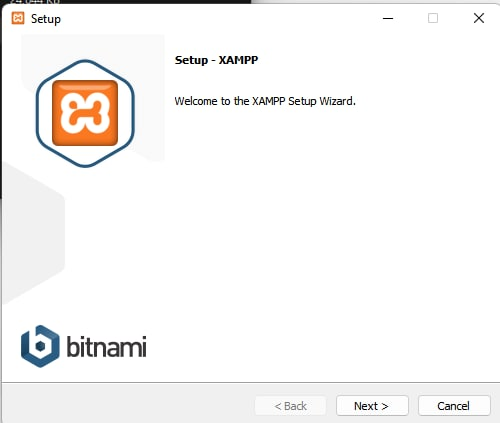 Setup
Setup - XAMPP
Welcome to the XAMPP Setup Wizard.
bitnami
< Back
Next >
Cancel